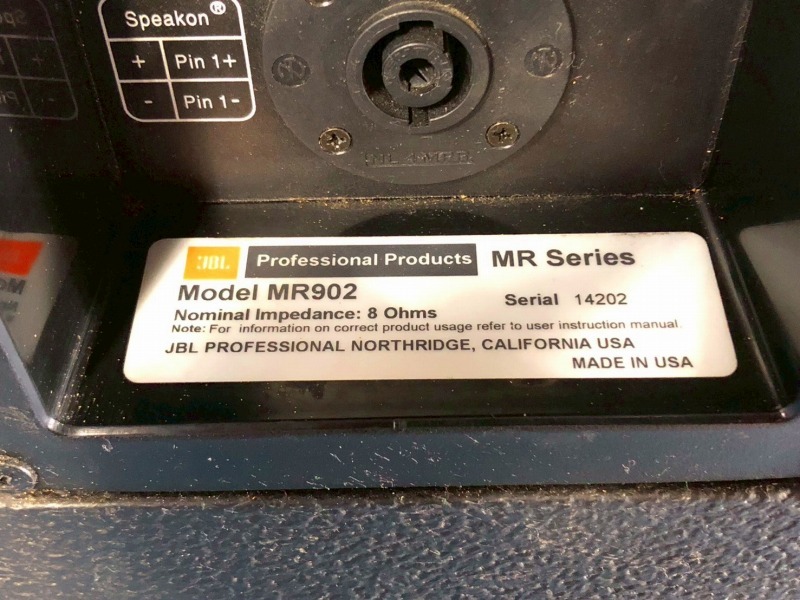 Speakon®
+ Pin 1+
- Pin 1-
JBL Professional Products MR Series
Model MR902
Serial 14202
Nominal Impedance: 8 Ohms
Note: For information on correct product usage refer to user instruction manual.
JBL PROFESSIONAL NORTHRIDGE, CALIFORNIA USA
MADE IN USA